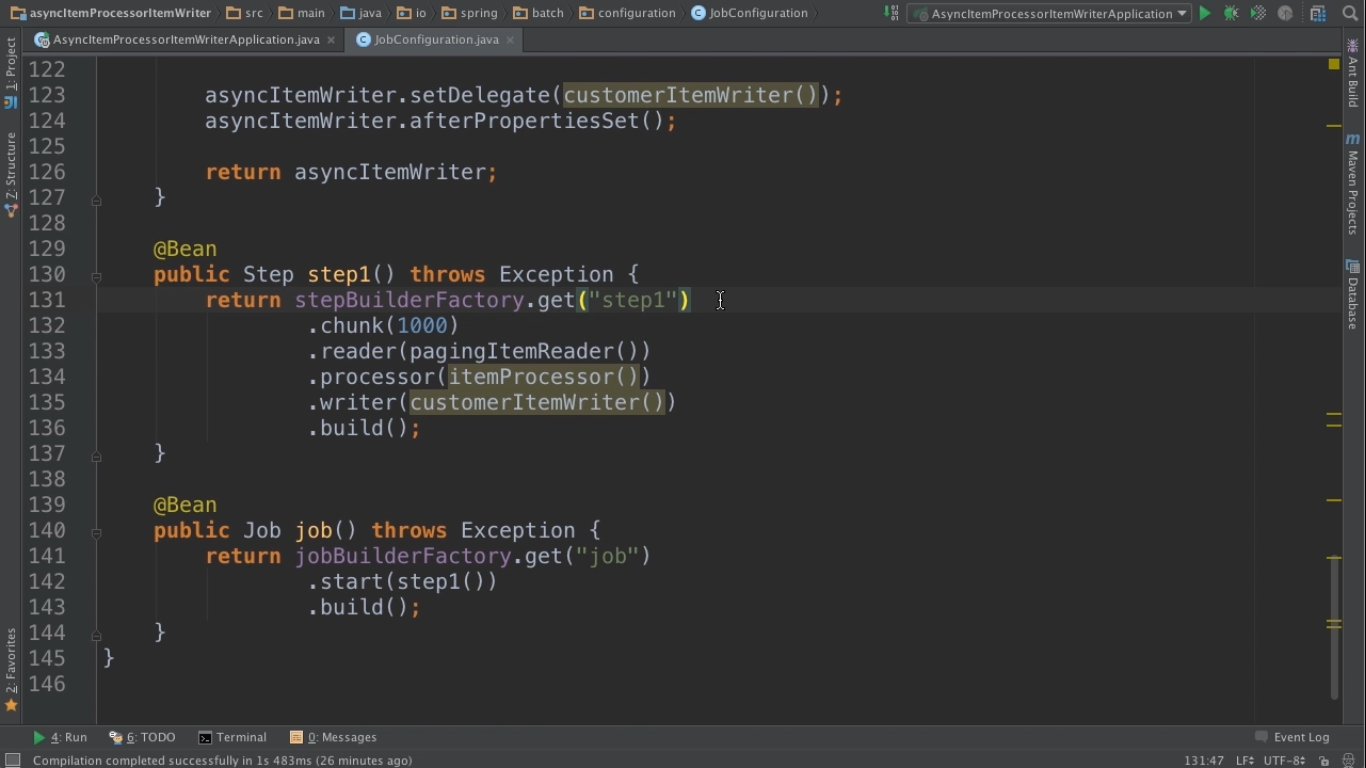 asyncItemProcessorItemWriter src main java io spring batch configuration JobConfiguration AsyncItemProcessorItemWriterApplication
AsyncItemProcessorItemWriterApplication.java JobConfiguration.java
1: Project
Z: Structure
2: Favorites
122
123 asyncItemWriter.setDelegate(customerItemWriter());
124 asyncItemWriter.afterPropertiesSet();
125
126 return asyncItemWriter;
127 }
128
129 @Bean
130 public Step step1() throws Exception {
131 return stepBuilderFactory.get("step1")
132 .chunk(1000)
133 .reader(pagingItemReader())
134 .processor(itemProcessor())
135 .writer(customerItemWriter())
136 .build();
137 }
138
139 @Bean
140 public Job job() throws Exception {
141 return jobBuilderFactory.get("job")
142 .start(step1())
143 .build();
144 }
145 }
146
Ant Build
Maven Projects
Database
4: Run 6: TODO Terminal 0: Messages Event Log
Compilation completed successfully in 1s 483ms (26 minutes ago) 131:47 LF÷ UTF-8÷